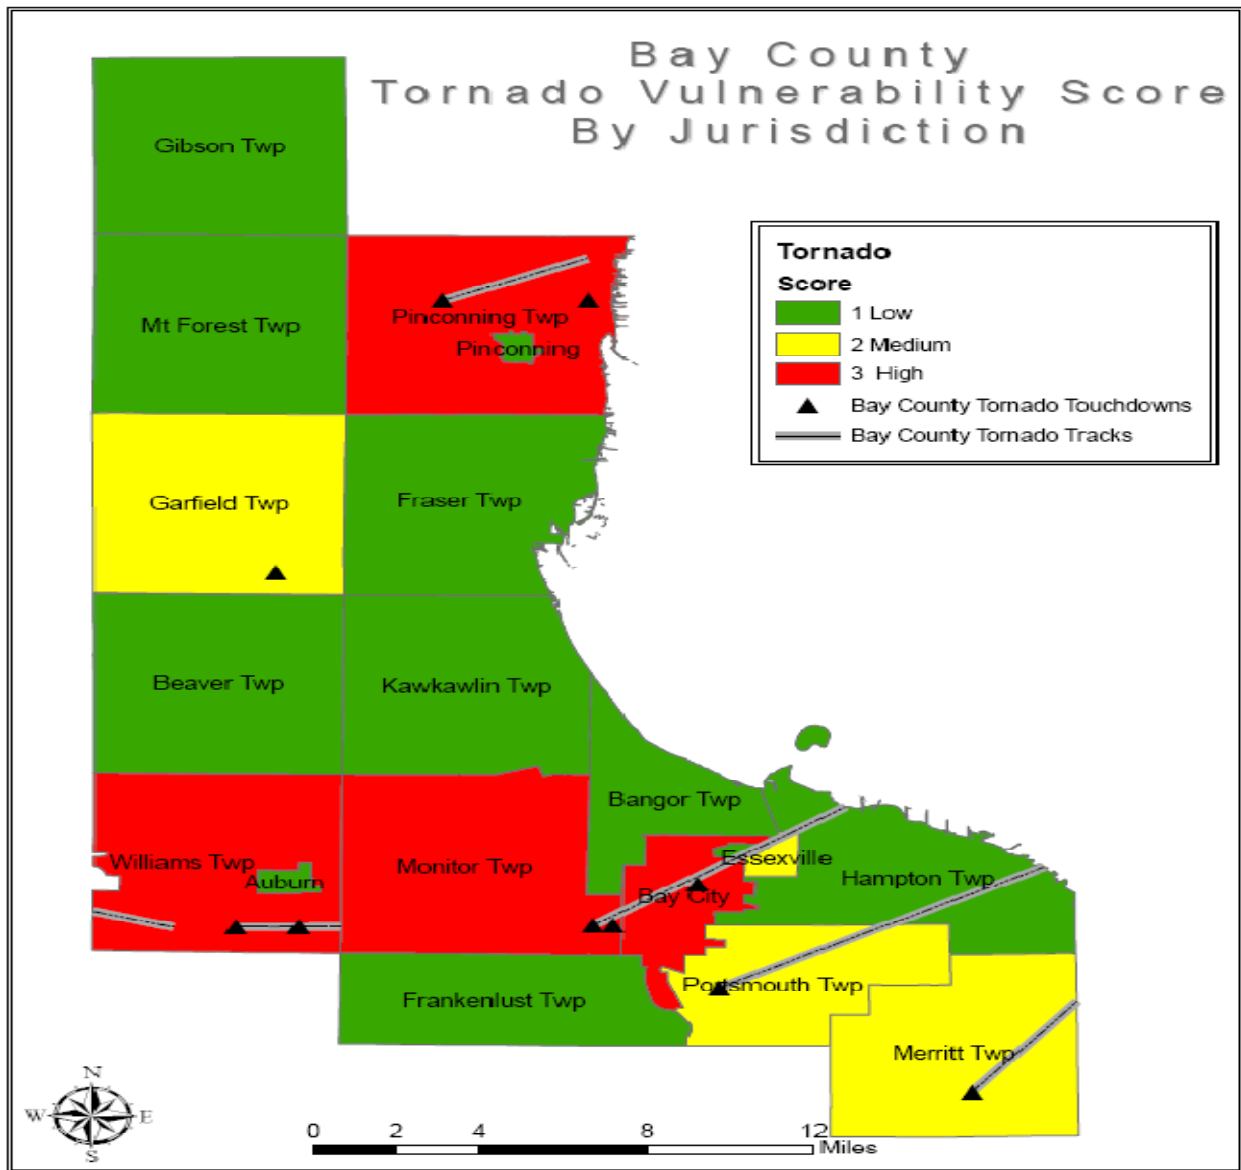 Bay County
Tornado Vulnerability Score
By Jurisdiction
Gibson Twp
Tornado
Score
1 Low
2 Medium
3 High
Bay County Tornado Touchdowns
Bay County Tornado Tracks
Mt Forest Twp
Pinconning Twp
Pinconning
Garfield Twp
Fraser Twp
Beaver Twp
Kawkawlin Twp
Bangor Twp
Williams Twp
Auburn
Monitor Twp
Essexville
Bay City
Hampton Twp
Frankenlust Twp
Portsmouth Twp
Merritt Twp
N
W E
S
0 2 4 8 12
Miles